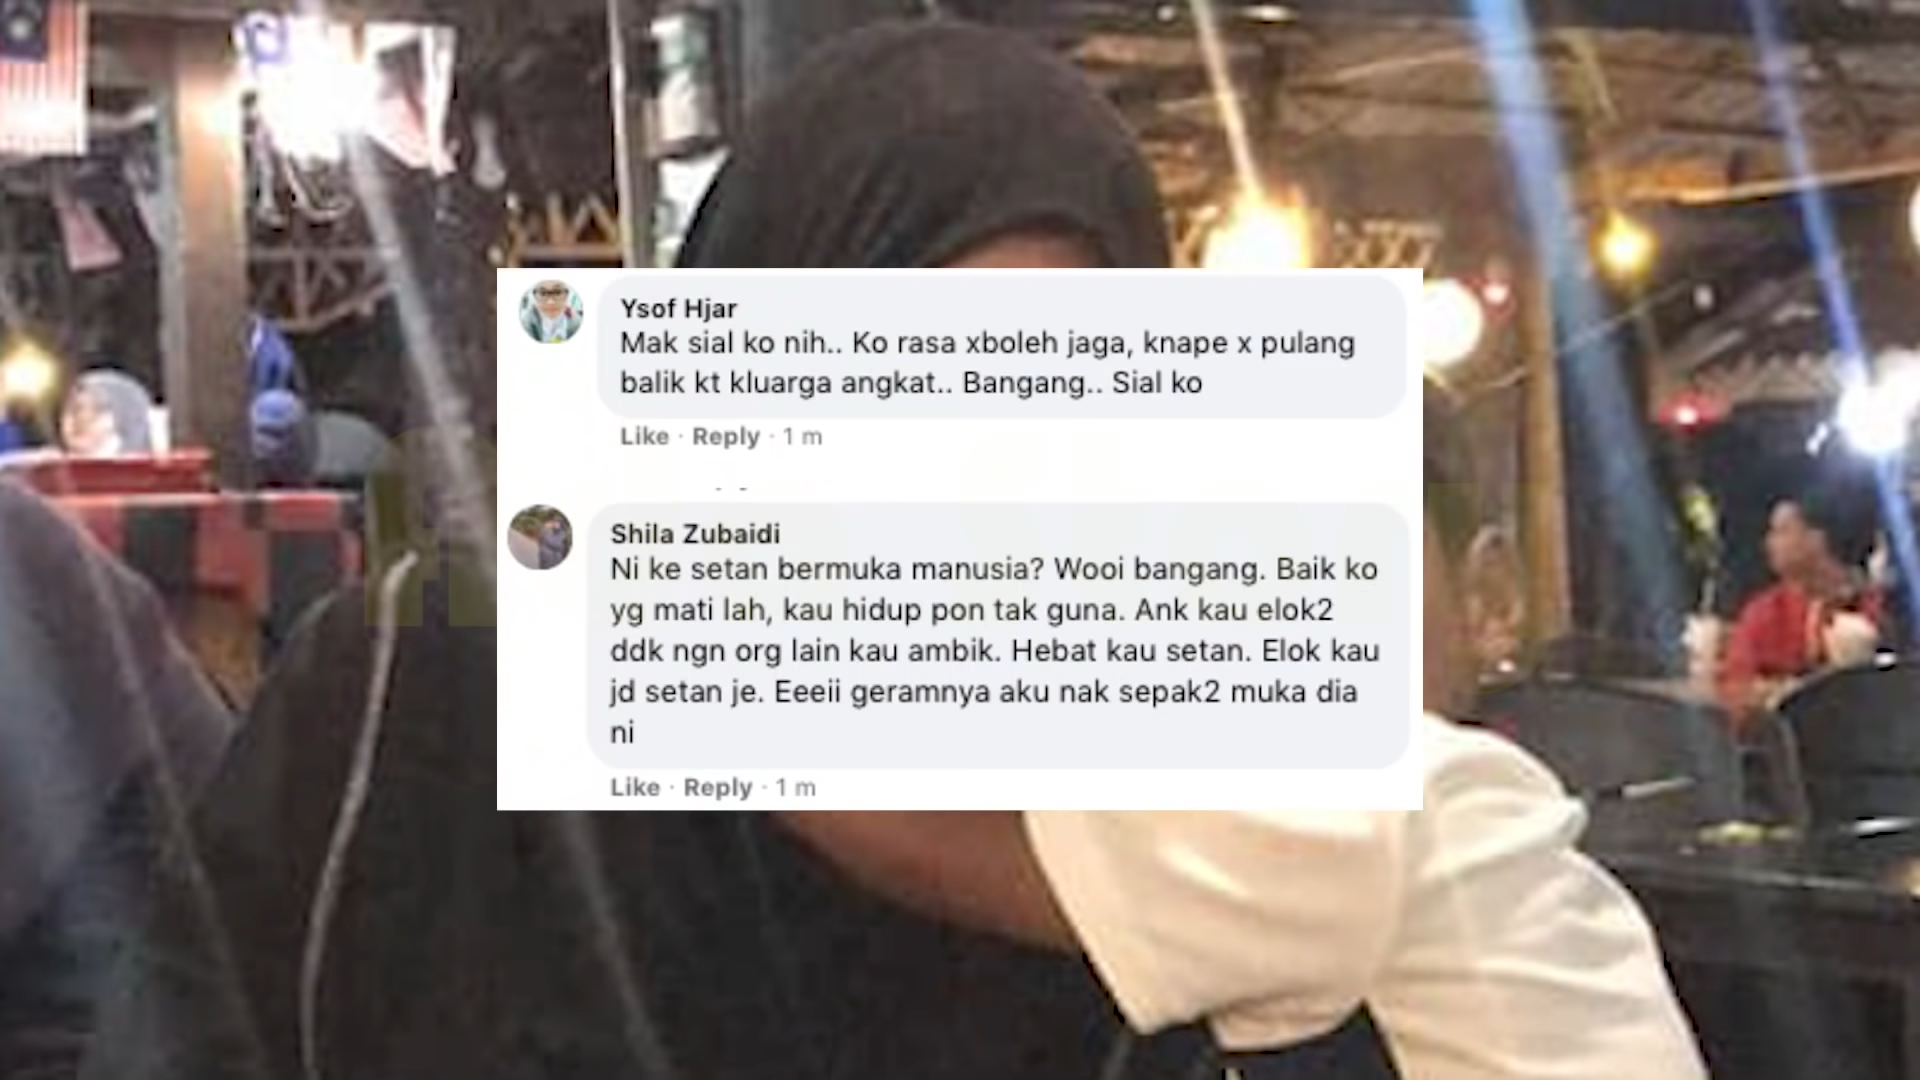 Ysof Hjar
Mak sial ko nih.. Ko rasa xboleh jaga, knape x pulang
balik kt kluarga angkat.. Bangang.. Sial ko
Like · Reply · 1 m
Shila Zubaidi
Ni ke setan bermuka manusia? Wooi bangang. Baik ko
yg mati lah, kau hidup pon tak guna. Ank kau elok2
ddk ngn org lain kau ambik. Hebat kau setan. Elok kau
jd setan je. Eeeii geramnya aku nak sepak2 muka dia
ni
Like · Reply · 1 m